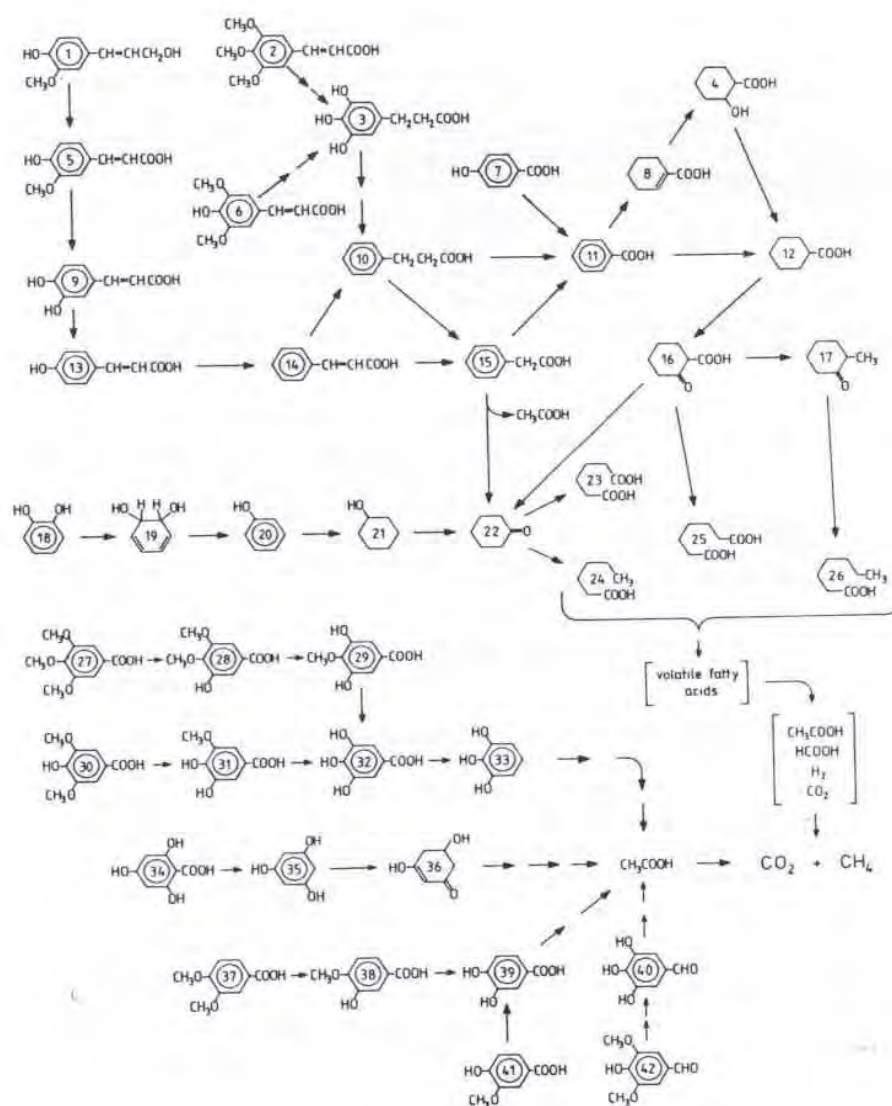 CH₃O
HO 1 CH=CHCH₂OH
CH₃O
CH₃O 2 CH=CHCOOH
CH₃O
4 COOH
OH
HO
HO 3 CH₂CH₂COOH
HO
HO 5 CH=CHCOOH
CH₃O
CH₃O
HO 6 CH=CHCOOH
CH₃O
HO 7 COOH
8 COOH
HO 9 CH=CHCOOH
HO
10 CH₂CH₂COOH
11 COOH
12 COOH
HO 13 CH=CHCOOH
14 CH=CHCOOH
15 CH₂COOH
16 COOH
O
17 CH₃
O
CH₃COOH
HO OH
18
HO H H OH
19
HO
20
HO
21
22 O
23 COOH
COOH
24 CH₃
COOH
25 COOH
COOH
26 CH₃
COOH
CH₃O
CH₃O 27 COOH
CH₃O
CH₃O
CH₃O 28 COOH
HO
HO
CH₃O 29 COOH
HO
volatile fatty
acids
CH₃O
HO 30 COOH
CH₃O
CH₃O
HO 31 COOH
HO
HO
HO 32 COOH
HO
HO
HO 33
HO
CH₃COOH
HCOOH
H₂
CO₂
OH
HO 34 COOH
OH
OH
HO 35
OH
OH
HO 36
O
CH₃COOH
CO₂ + CH₄
CH₃O 37 COOH
CH₃O
CH₃O 38 COOH
HO
HO 39 COOH
HO
HO
HO 40 CHO
HO
HO 41 COOH
CH₃O
CH₃O
HO 42 CHO
CH₃O